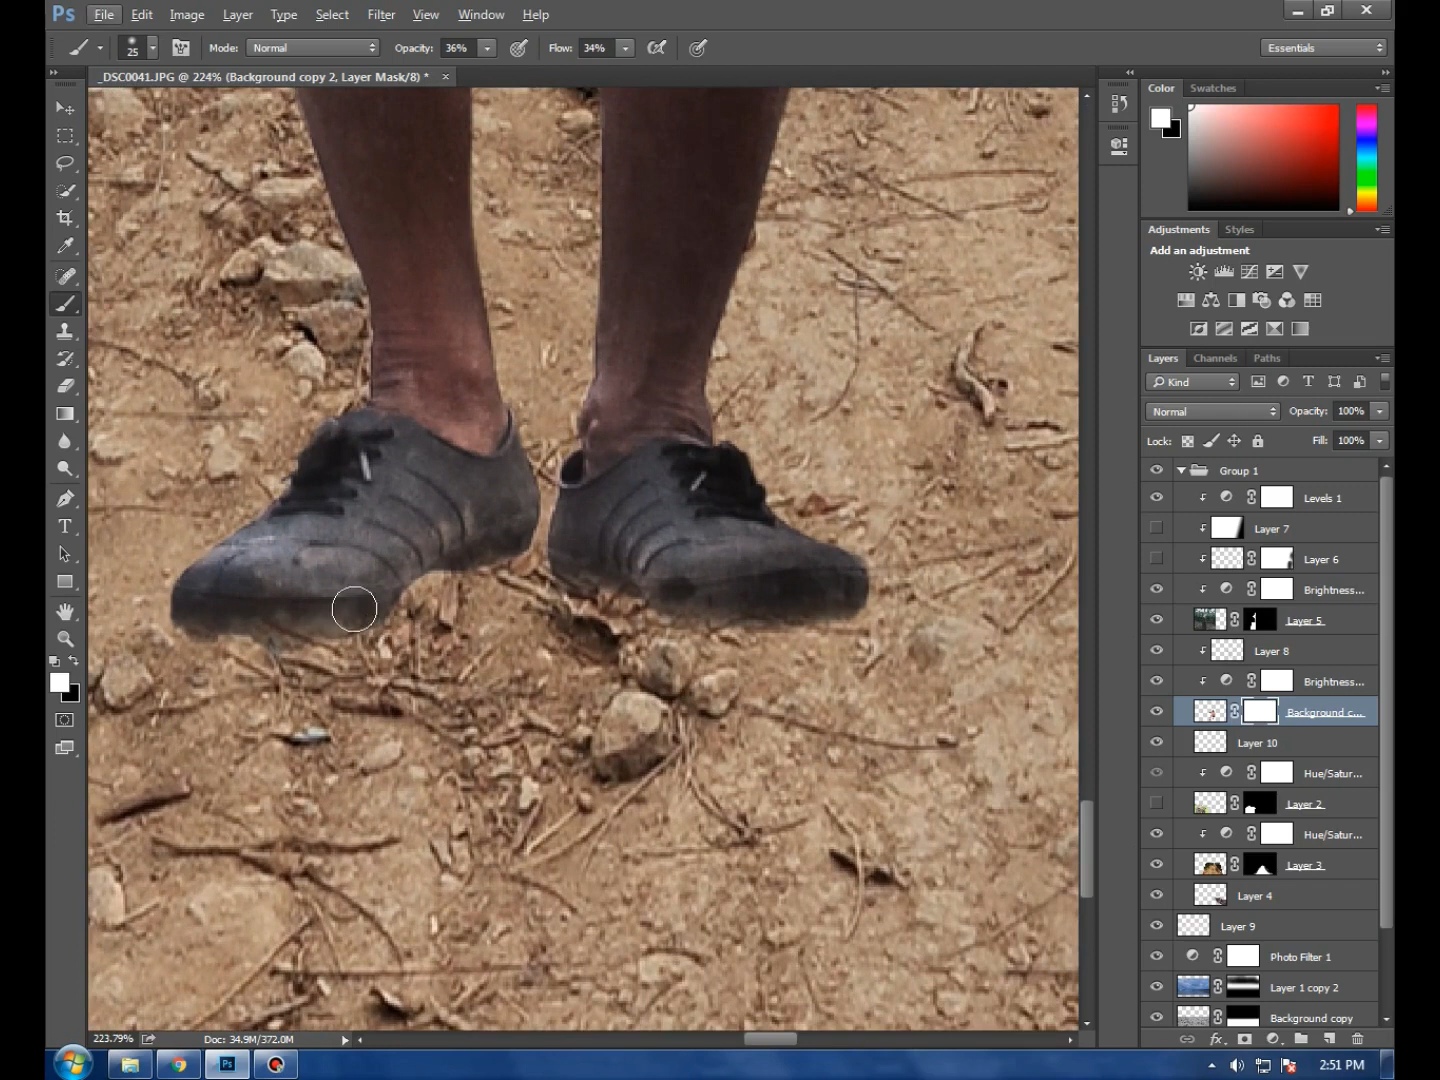 Ps File Edit Image Layer Type Select Filter View Window Help
25 Mode: Normal Opacity: 36% Flow: 34% Essentials
_DSC0041.JPG @ 224% (Background copy 2, Layer Mask/8) * ×
Color Swatches
Adjustments Styles
Add an adjustment
Layers Channels Paths
Kind
Normal Opacity: 100%
Lock: Fill: 100%
Group 1
Levels 1
Layer 7
Layer 6
Brightness...
Layer 5
Layer 8
Brightness...
Background c...
Layer 10
Hue/Satur...
Layer 2
Hue/Satur...
Layer 3
Layer 4
Layer 9
Photo Filter 1
Layer 1 copy 2
Background copy
223.79% Doc: 34.9M/372.0M
fx
Ps 2:51 PM